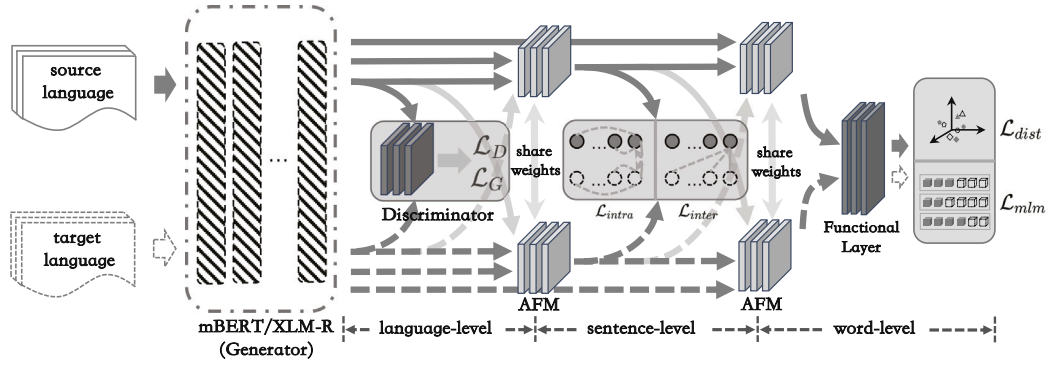 source
language
target
language
...
mBERT/XLM-R
(Generator)
ℒ_D
ℒ_G
Discriminator
share
weights
AFM
... ...
... ...
ℒ_intra
ℒ_inter
share
weights
AFM
Functional
Layer
ℒ_dist
ℒ_mlm
language-level
sentence-level
word-level